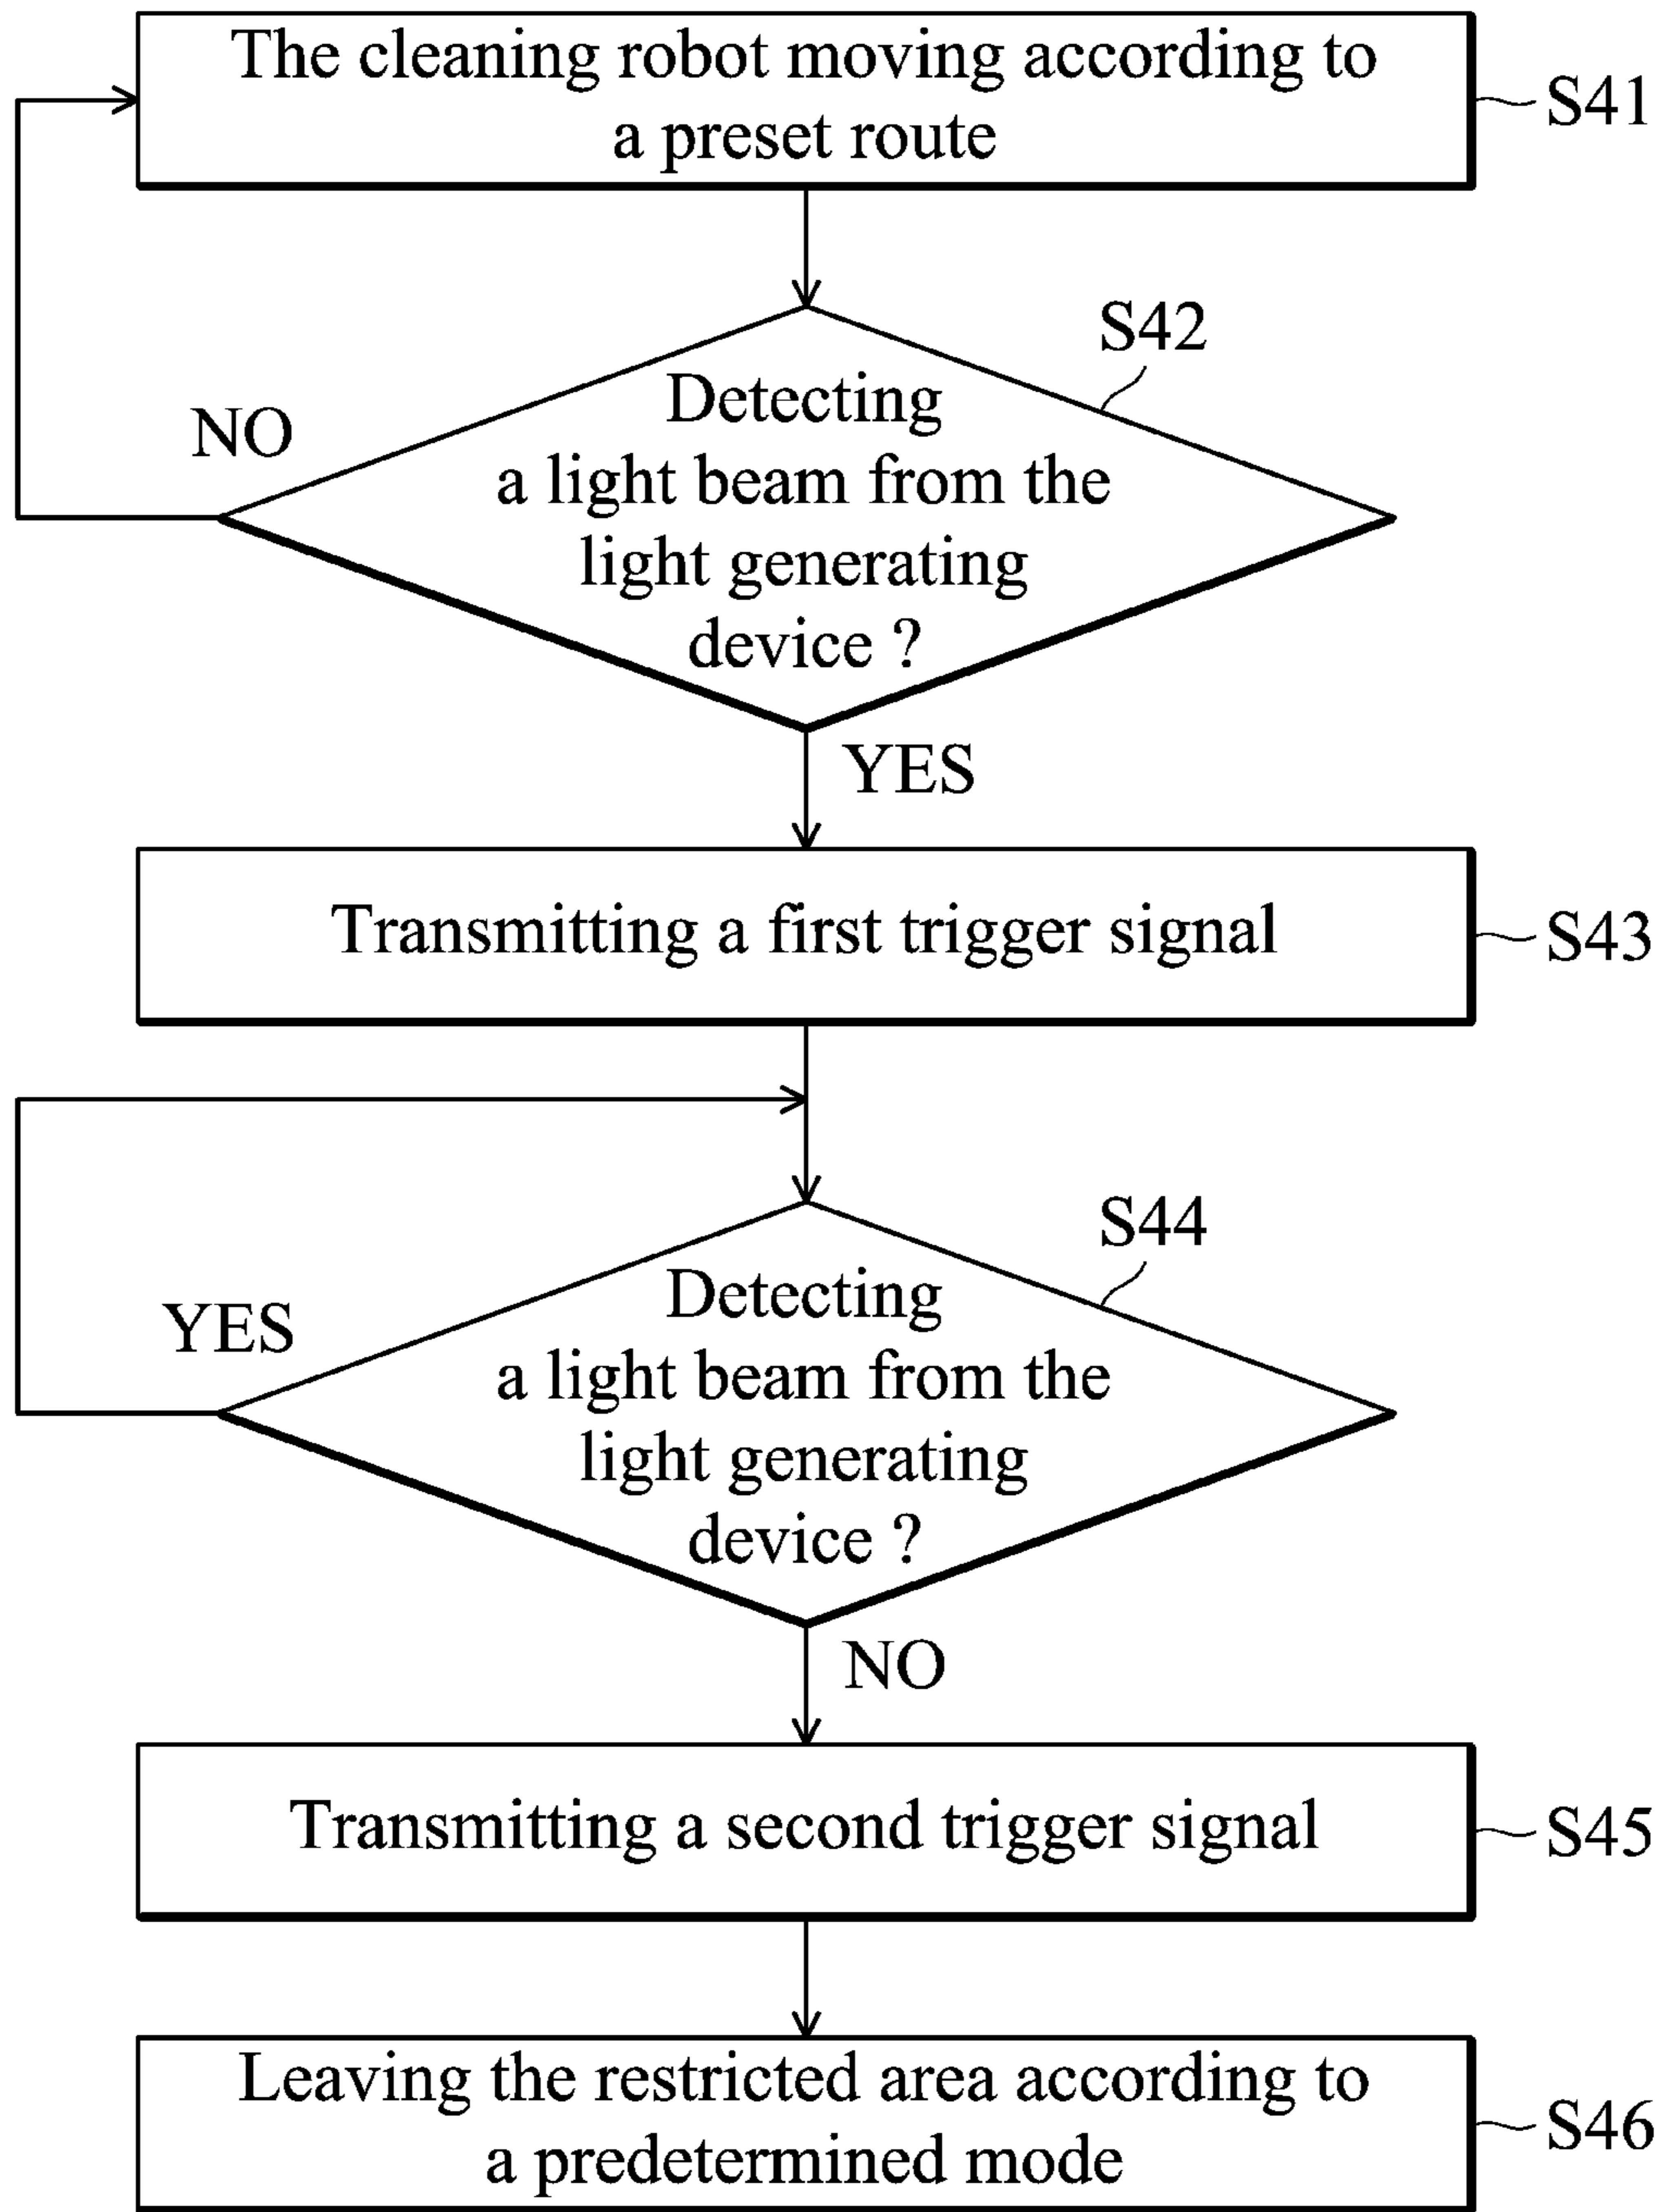 The cleaning robot moving according to
a preset route
S41
S42
Detecting
a light beam from the
light generating
device ?
NO
YES
Transmitting a first trigger signal
S43
S44
Detecting
a light beam from the
light generating
device ?
YES
NO
Transmitting a second trigger signal
S45
Leaving the restricted area according to
a predetermined mode
S46